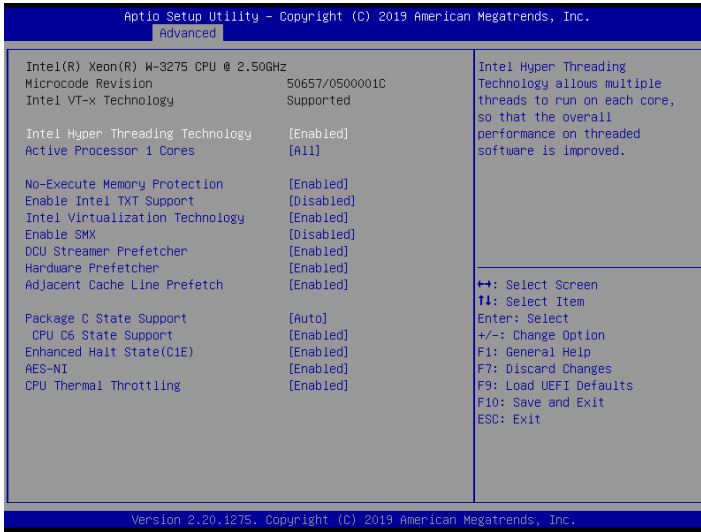 Aptio Setup Utility – Copyright (C) 2019 American Megatrends, Inc.
Advanced
Intel(R) Xeon(R) W-3275 CPU @ 2.50GHz
Microcode Revision 50657/0500001C
Intel VT-x Technology Supported
Intel Hyper Threading Technology [Enabled]
Active Processor 1 Cores [All]
No-Execute Memory Protection [Enabled]
Enable Intel TXT Support [Disabled]
Intel Virtualization Technology [Enabled]
Enable SMX [Disabled]
DCU Streamer Prefetcher [Enabled]
Hardware Prefetcher [Enabled]
Adjacent Cache Line Prefetch [Enabled]
Package C State Support [Auto]
CPU C6 State Support [Enabled]
Enhanced Halt State(C1E) [Enabled]
AES-NI [Enabled]
CPU Thermal Throttling [Enabled]
Intel Hyper Threading
Technology allows multiple
threads to run on each core,
so that the overall
performance on threaded
software is improved.
↔: Select Screen
↑↓: Select Item
Enter: Select
+/-: Change Option
F1: General Help
F7: Discard Changes
F9: Load UEFI Defaults
F10: Save and Exit
ESC: Exit
Version 2.20.1275. Copyright (C) 2019 American Megatrends, Inc.